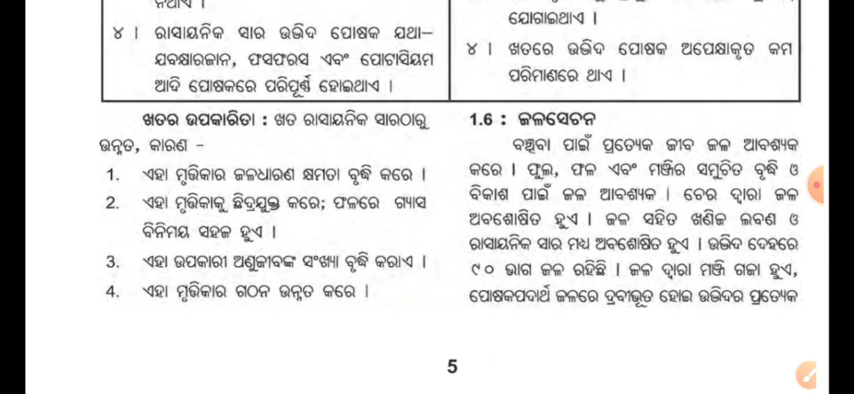 ୪ । ରାସାୟନିକ ସାର ଉଦ୍ଭିଦ ପୋଷକ ଯଥା–
ଯବକ୍ଷାରଜାନ, ଫସଫରସ ଏବଂ ପୋଟାସିୟମ
ଆଦି ପୋଷକରେ ପରିପୂର୍ଣ୍ଣ ହୋଇଥାଏ ।
ଯୋଗାଇଥାଏ ।
୪ । ଖତରେ ଉଦ୍ଭିଦ ପୋଷକ ଅପେକ୍ଷାକୃତ କମ
ପରିମାଣରେ ଥାଏ ।
ଖତର ଉପକାରିତା : ଖତ ରାସାୟନିକ ସାରଠାରୁ
ଉନ୍ନତ, କାରଣ –
1. ଏହା ମୃତ୍ତିକାର ଜଳଧାରଣ କ୍ଷମତା ବୃଦ୍ଧି କରେ ।
2. ଏହା ମୃତ୍ତିକାକୁ ଛିଦ୍ରଯୁକ୍ତ କରେ; ଫଳରେ ଗ୍ୟାସ
ବିନିମୟ ସହଜ ହୁଏ ।
3. ଏହା ଉପକାରୀ ଅଣୁଜୀବଙ୍କ ସଂଖ୍ୟା ବୃଦ୍ଧି କରାଏ ।
4. ଏହା ମୃତ୍ତିକାର ଗଠନ ଉନ୍ନତ କରେ ।
1.6 : ଜଳସେଚନ
ବଞ୍ଚିବା ପାଇଁ ପ୍ରତ୍ୟେକ ଜୀବ ଜଳ ଆବଶ୍ୟକ
କରେ । ଫୁଲ, ଫଳ ଏବଂ ମଞ୍ଜିର ସମୁଚିତ ବୃଦ୍ଧି ଓ
ବିକାଶ ପାଇଁ ଜଳ ଆବଶ୍ୟକ । ଚେର ଦ୍ୱାରା ଜଳ
ଅବଶୋଷିତ ହୁଏ । ଜଳ ସହିତ ଖଣିଜ ଲବଣ ଓ
ରାସାୟନିକ ସାର ମଧ୍ୟ ଅବଶୋଷିତ ହୁଏ । ଉଦ୍ଭିଦ ଦେହରେ
୯୦ ଭାଗ ଜଳ ରହିଛି । ଜଳ ଦ୍ୱାରା ମଞ୍ଜି ଗଜା ହୁଏ,
ପୋଷକପଦାର୍ଥ ଜଳରେ ଦ୍ରବୀଭୂତ ହୋଇ ଉଦ୍ଭିଦର ପ୍ରତ୍ୟେକ
5